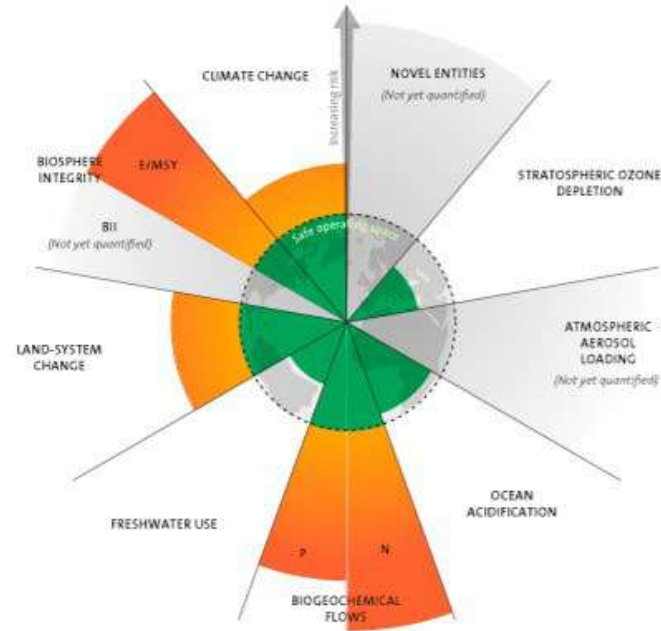 CLIMATE CHANGE
Increasing risk
NOVEL ENTITIES
(Not yet quantified)
STRATOSPHERIC OZONE
DEPLETION
BIOSPHERE
INTEGRITY
E/MSY
BII
(Not yet quantified)
Safe operating space
ATMOSPHERIC
AEROSOL
LOADING
(Not yet quantified)
LAND-SYSTEM
CHANGE
OCEAN
ACIDIFICATION
FRESHWATER USE
P
N
BIOGEOCHEMICAL
FLOWS